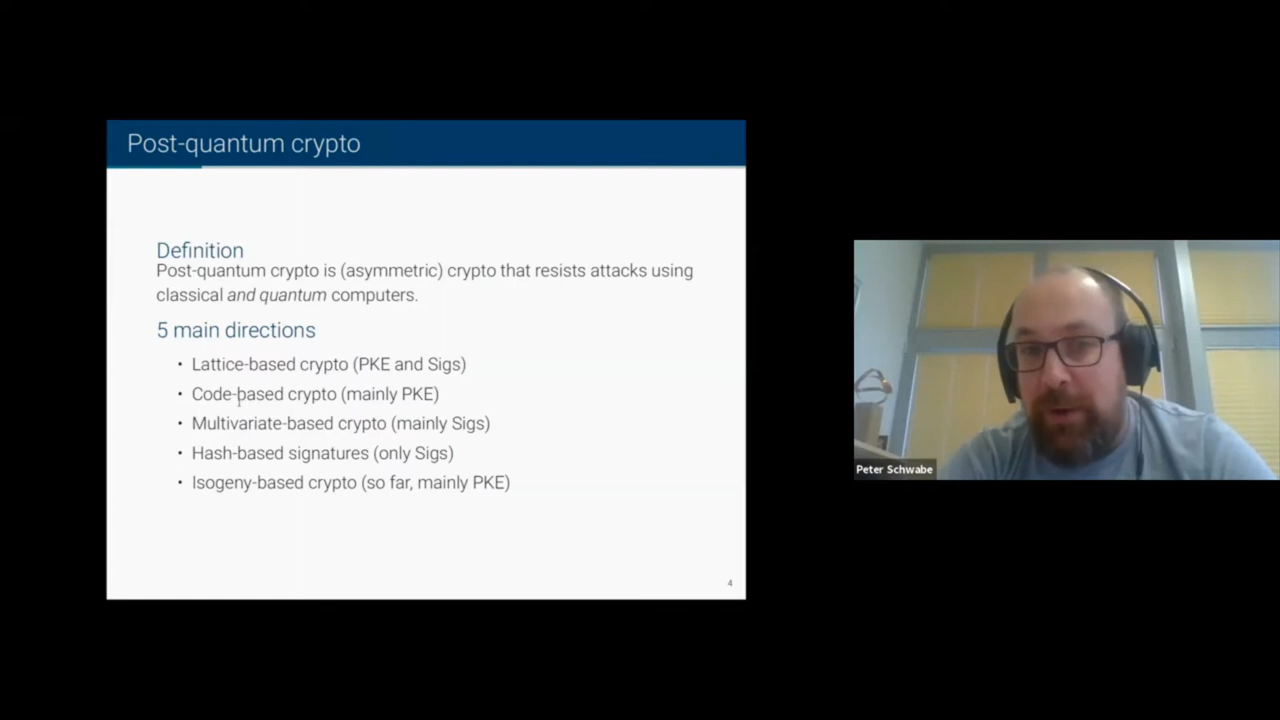 Post-quantum crypto
Definition
Post-quantum crypto is (asymmetric) crypto that resists attacks using
classical and quantum computers.
5 main directions
• Lattice-based crypto (PKE and Sigs)
• Code-based crypto (mainly PKE)
• Multivariate-based crypto (mainly Sigs)
• Hash-based signatures (only Sigs)
• Isogeny-based crypto (so far, mainly PKE)
4
Peter Schwabe